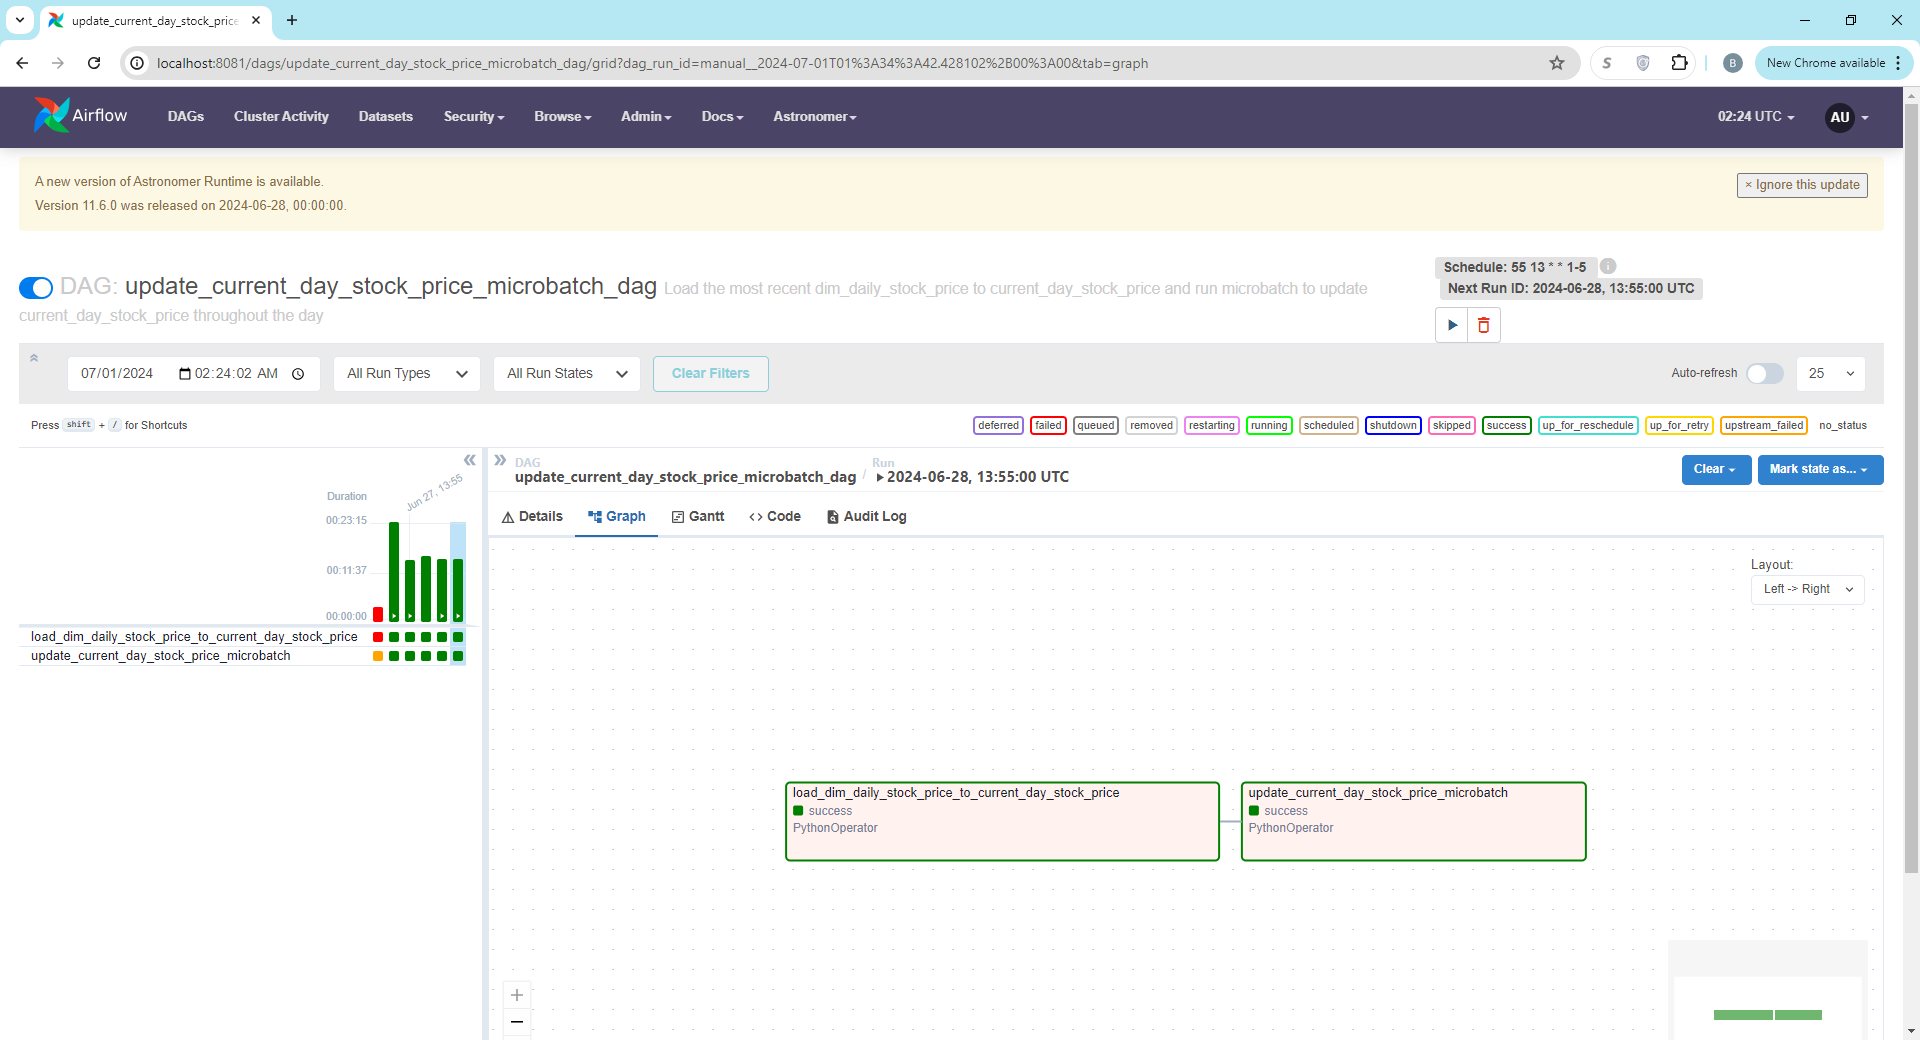 update_current_day_stock_price
localhost:8081/dags/update_current_day_stock_price_microbatch_dag/grid?dag_run_id=manual__2024-07-01T01%3A34%3A42.428102%2B00%3A00&tab=graph
S
B
New Chrome available
Airflow
DAGs
Cluster Activity
Datasets
Security
Browse
Admin
Docs
Astronomer
02:24 UTC
AU
A new version of Astronomer Runtime is available.
Version 11.6.0 was released on 2024-06-28, 00:00:00.
× Ignore this update
DAG: update_current_day_stock_price_microbatch_dag Load the most recent dim_daily_stock_price to current_day_stock_price and run microbatch to update
current_day_stock_price throughout the day
Schedule: 55 13 * * 1-5
Next Run ID: 2024-06-28, 13:55:00 UTC
07/01/2024 02:24:02 AM
All Run Types
All Run States
Clear Filters
Auto-refresh
25
Press shift + / for Shortcuts
deferred
failed
queued
removed
restarting
running
scheduled
shutdown
skipped
success
up_for_reschedule
up_for_retry
upstream_failed
no_status
DAG
update_current_day_stock_price_microbatch_dag
/
Run
2024-06-28, 13:55:00 UTC
Clear
Mark state as...
Duration
Jun 27, 13:55
00:23:15
00:11:37
00:00:00
load_dim_daily_stock_price_to_current_day_stock_price
update_current_day_stock_price_microbatch
Details
Graph
Gantt
Code
Audit Log
Layout:
Left -> Right
load_dim_daily_stock_price_to_current_day_stock_price
success
PythonOperator
update_current_day_stock_price_microbatch
success
PythonOperator